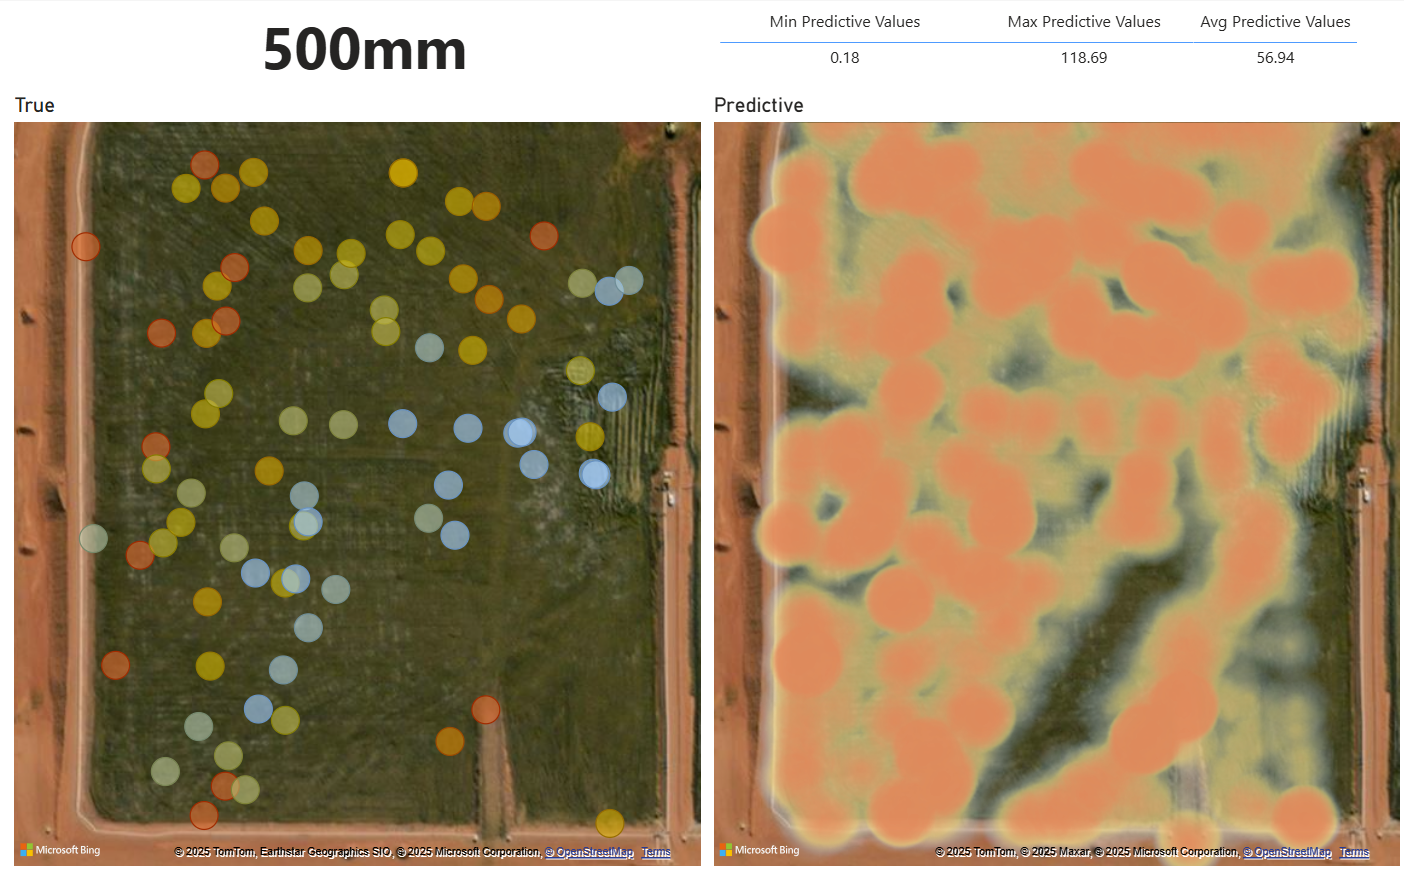 500mm
Min Predictive Values Max Predictive Values Avg Predictive Values
0.18 118.69 56.94
True
Predictive
Microsoft Bing
© 2025 TomTom, Earthstar Geographics SIO, © 2025 Microsoft Corporation, © OpenStreetMap Terms
Microsoft Bing
© 2025 TomTom, © 2025 Maxar, © 2025 Microsoft Corporation, © OpenStreetMap Terms